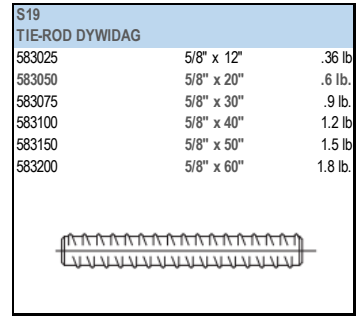 S19
TIE-ROD DYWIDAG
583025 5/8" x 12" .36 lb
583050 5/8" x 20" .6 lb.
583075 5/8" x 30" .9 lb.
583100 5/8" x 40" 1.2 lb
583150 5/8" x 50" 1.5 lb
583200 5/8" x 60" 1.8 lb.